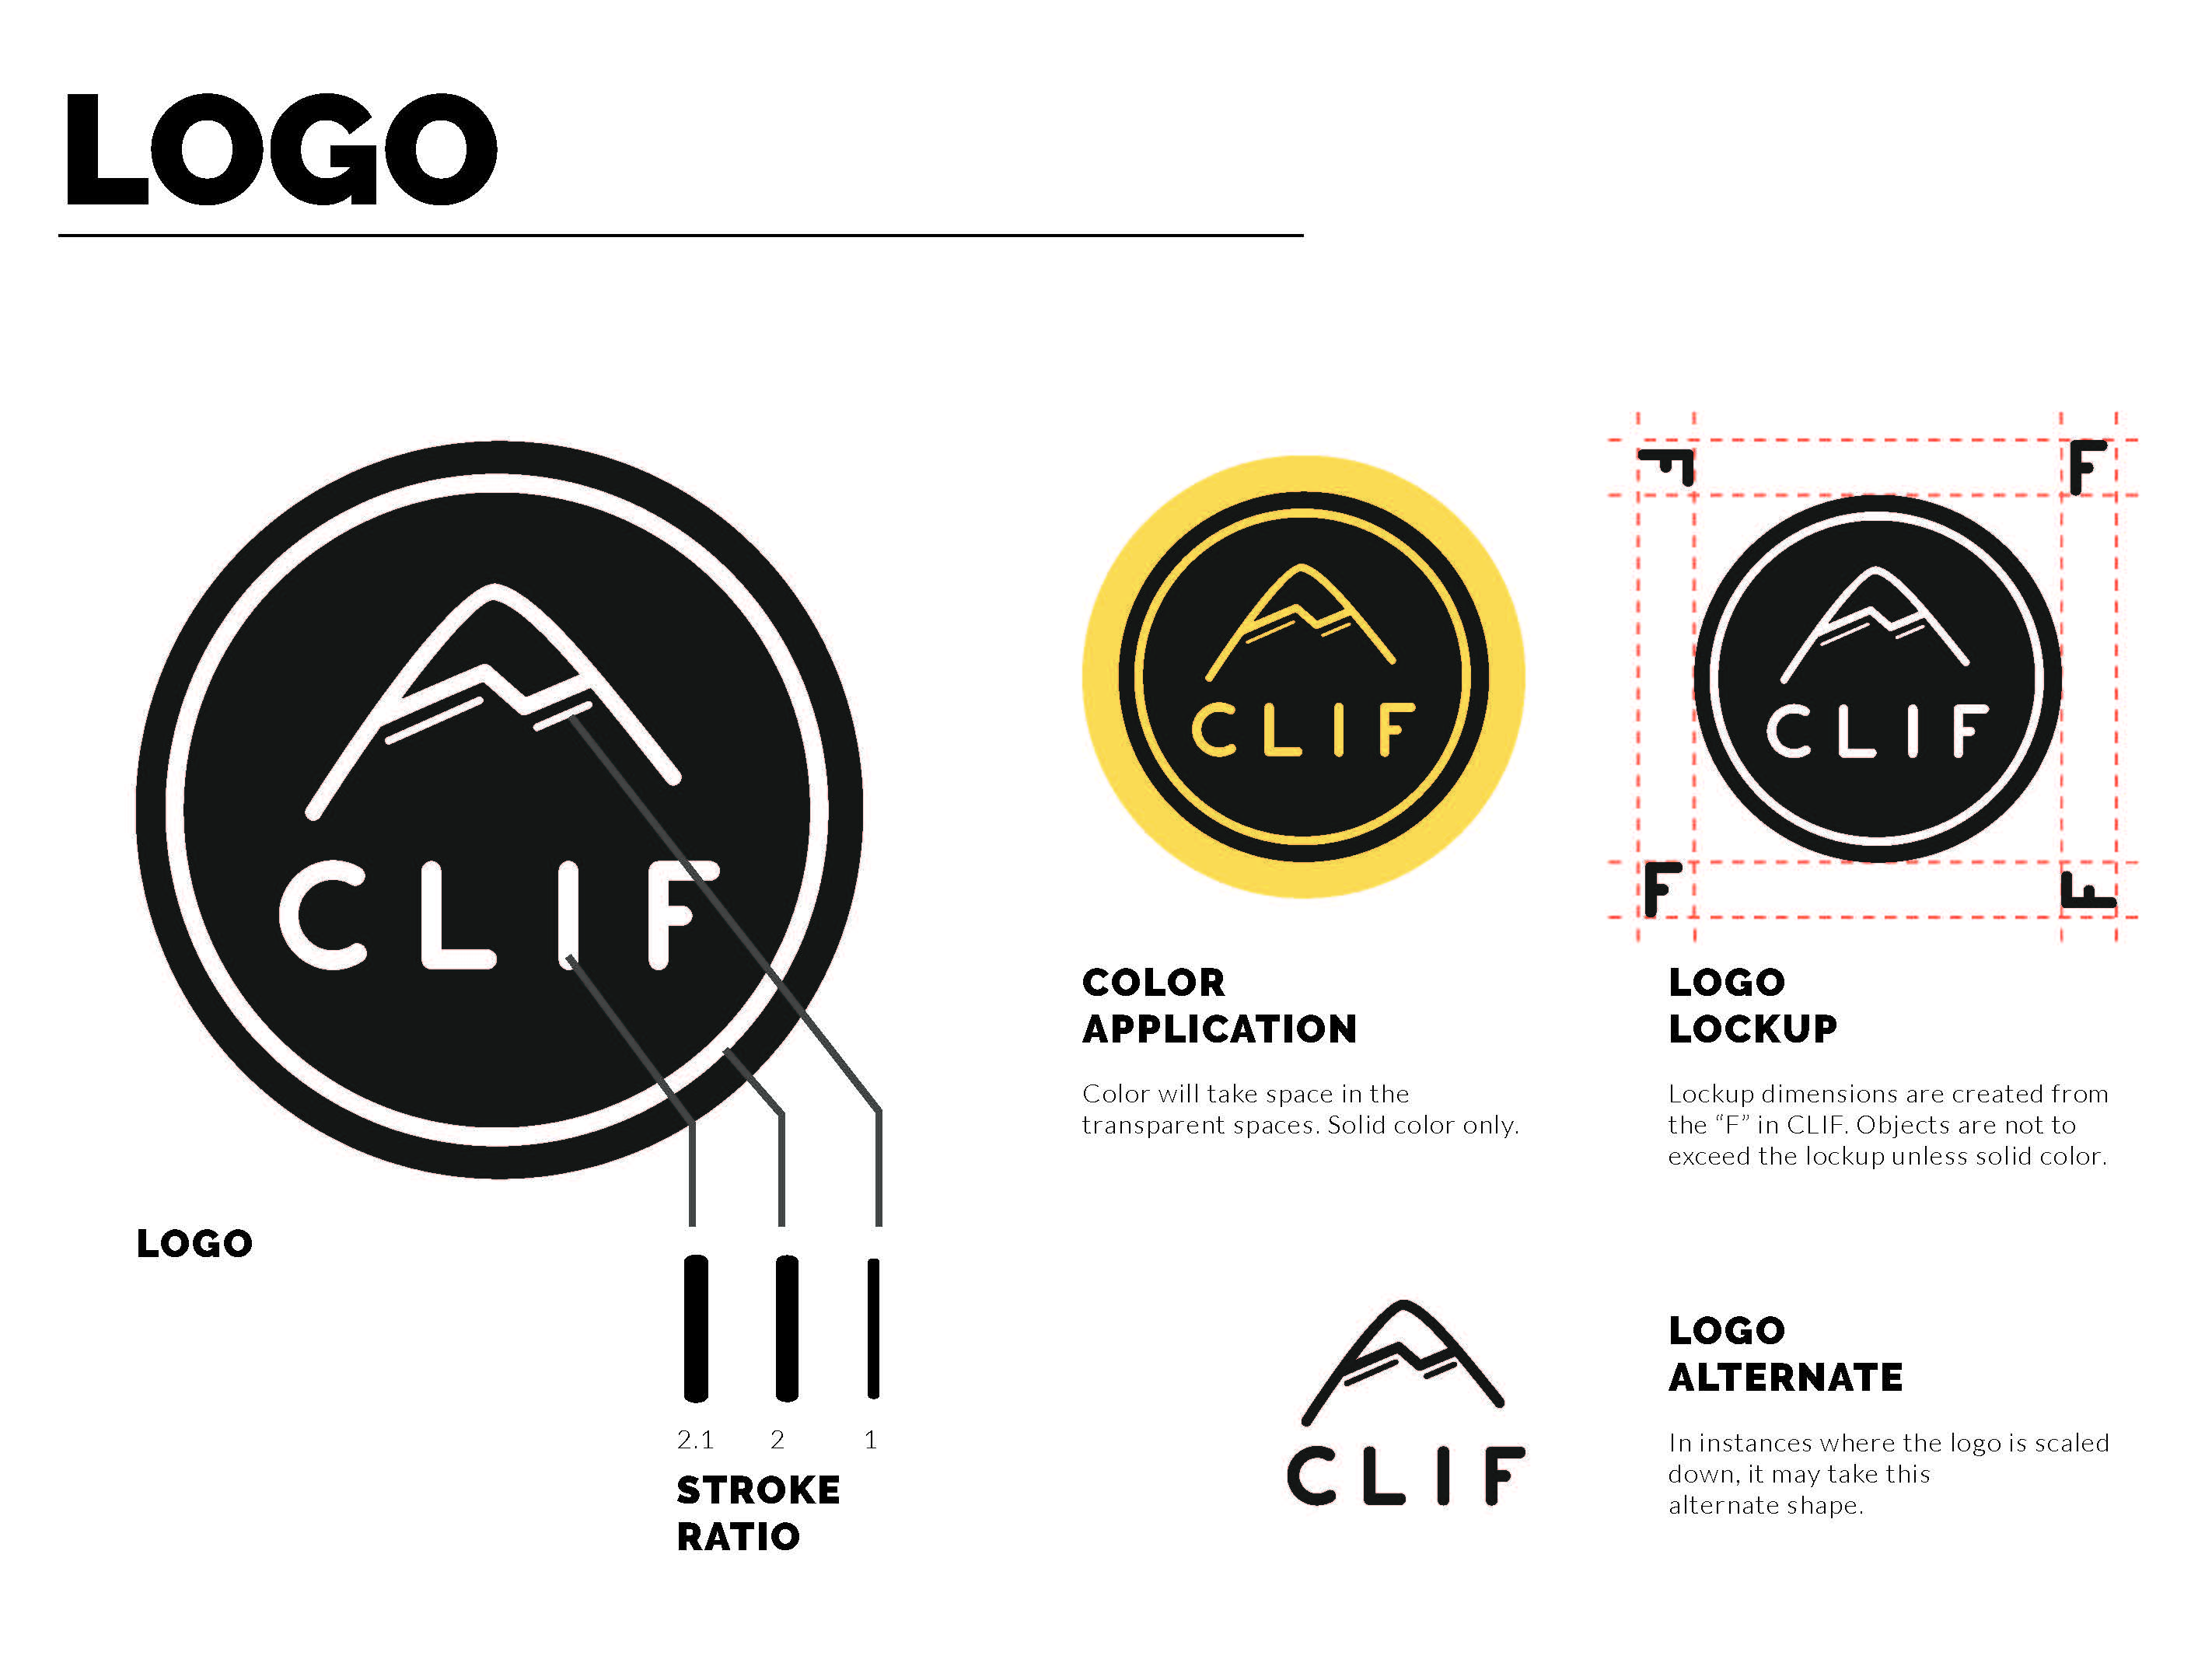 LOGO
CLIF
LOGO
2.1 2 1
STROKE
RATIO
CLIF
COLOR
APPLICATION
Color will take space in the
transparent spaces. Solid color only.
F F
CLIF
F F
LOGO
LOCKUP
Lockup dimensions are created from
the “F” in CLIF. Objects are not to
exceed the lockup unless solid color.
CLIF
LOGO
ALTERNATE
In instances where the logo is scaled
down, it may take this
alternate shape.